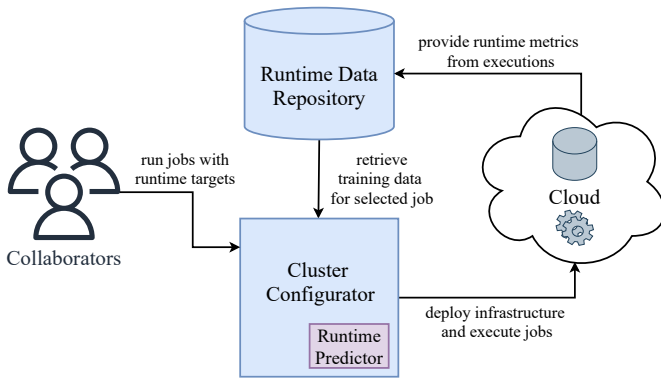 provide runtime metrics
from executions
Runtime Data
Repository
run jobs with
runtime targets
retrieve
training data
for selected job
Cloud
Collaborators
Cluster
Configurator
deploy infrastructure
and execute jobs
Runtime
Predictor